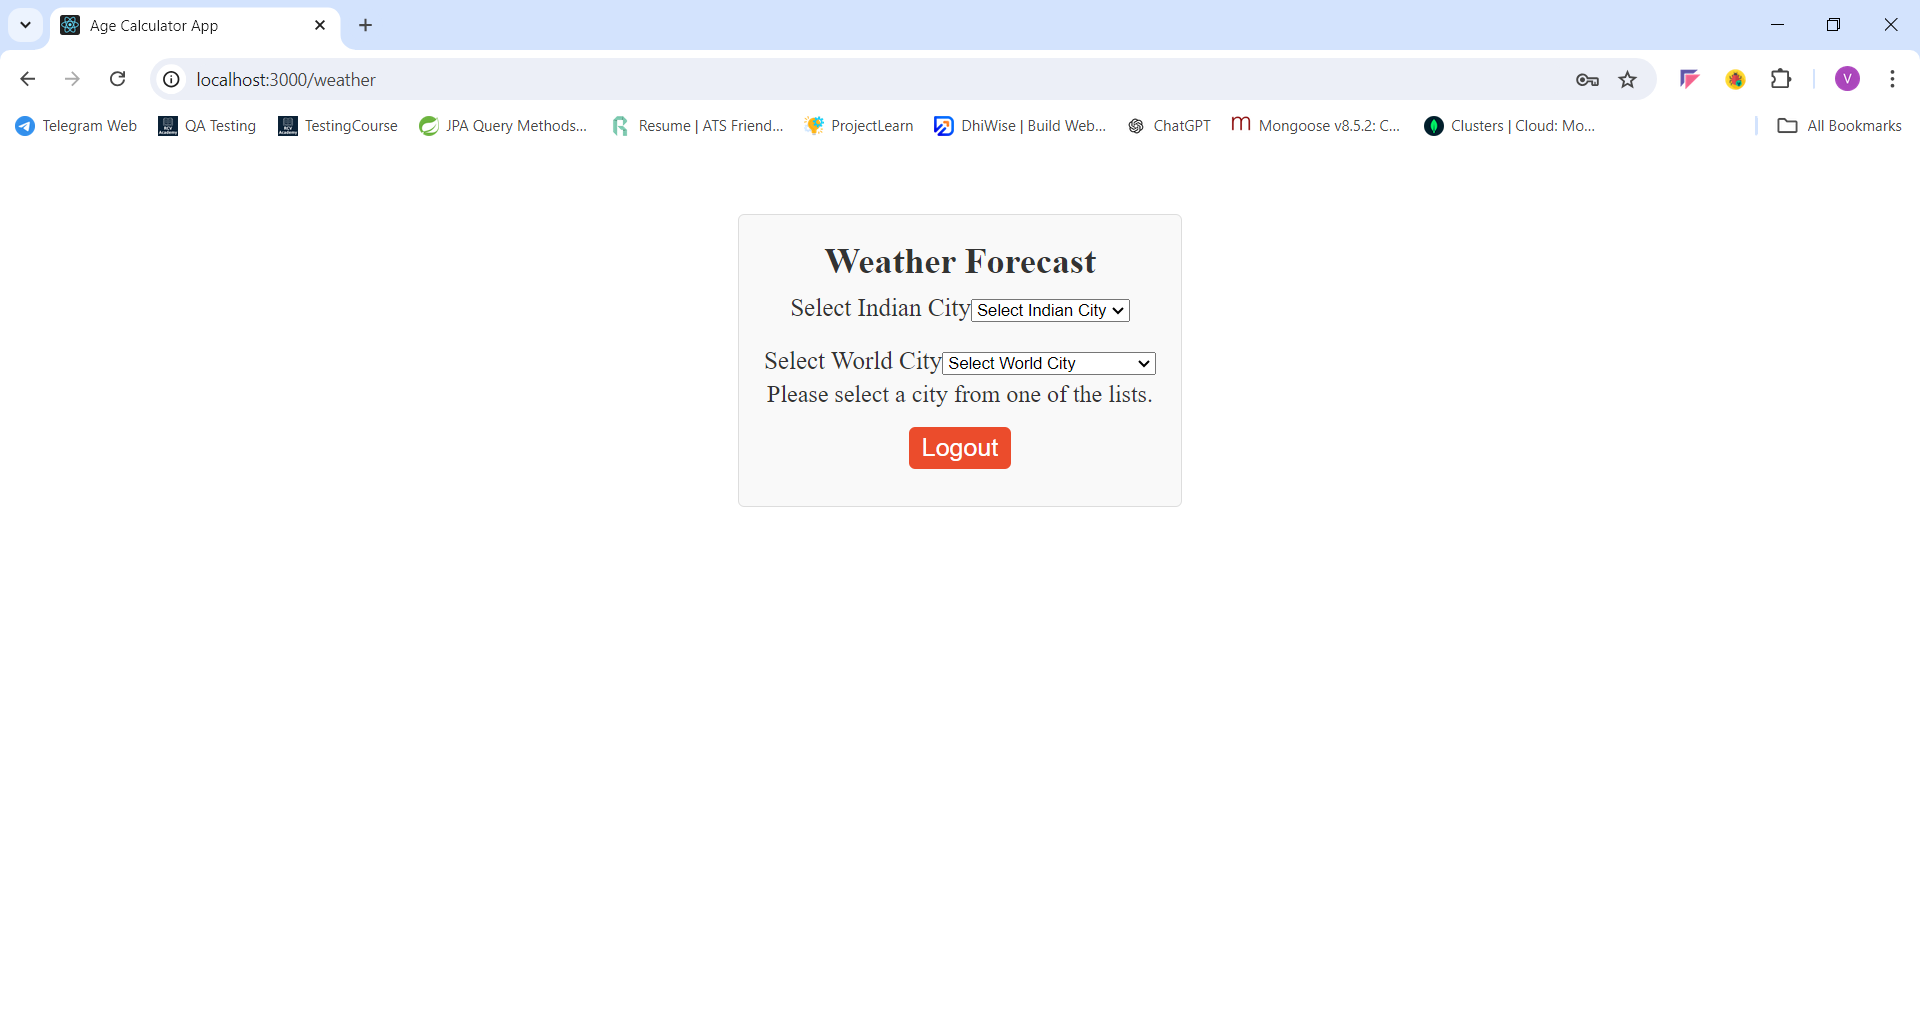 Age Calculator App
localhost:3000/weather
V
Telegram Web QA Testing TestingCourse JPA Query Methods... Resume | ATS Friend... ProjectLearn DhiWise | Build Web... ChatGPT Mongoose v8.5.2: C... Clusters | Cloud: Mo... All Bookmarks
Weather Forecast
Select Indian City Select Indian City
Select World City Select World City
Please select a city from one of the lists.
Logout